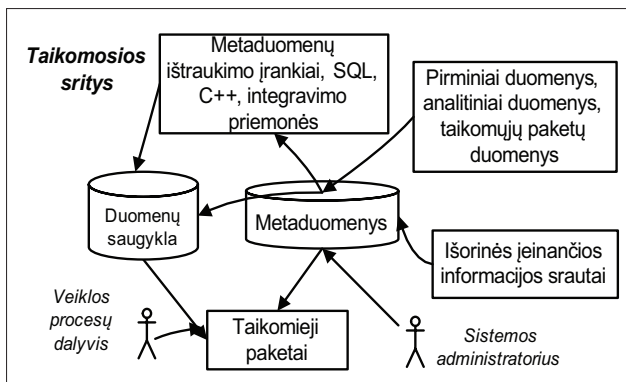 Taikomosios
sritys
Metaduomenų
ištraukimo įrankiai, SQL,
C++, integravimo
priemonės
Pirminiai duomenys,
analitiniai duomenys,
taikomųjų paketų
duomenys
Duomenų
saugykla
Metaduomenys
Išorinės įeinančios
informacijos srautai
Veiklos
procesų
dalyvis
Taikomieji
paketai
Sistemos
administratorius